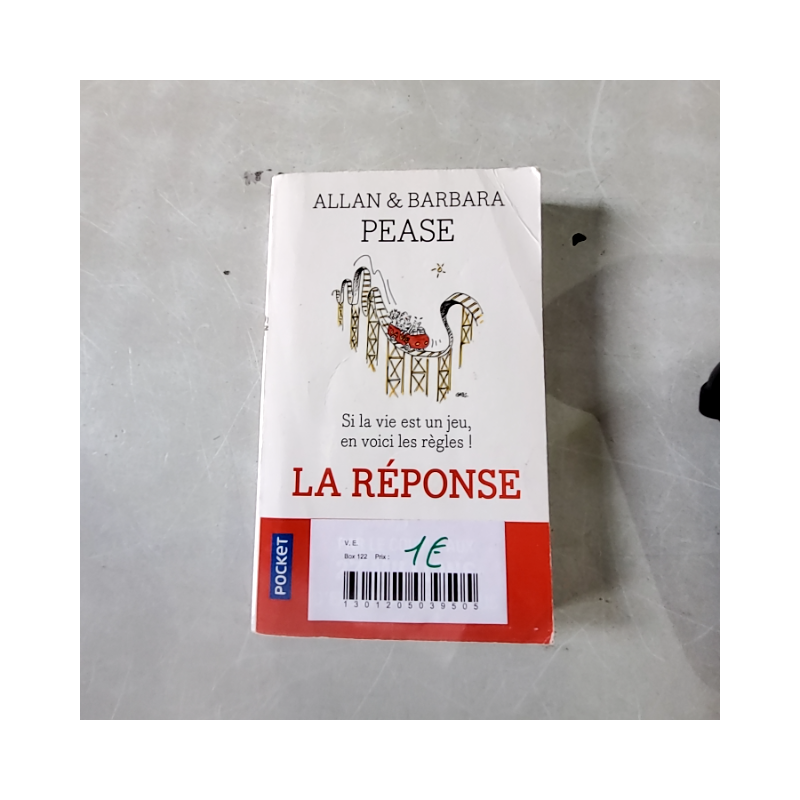 ALLAN & BARBARA
PEASE
Si la vie est un jeu,
en voici les règles !
LA RÉPONSE
POCKET
V. E.
Box 122 Prix : 1€
1301205039505